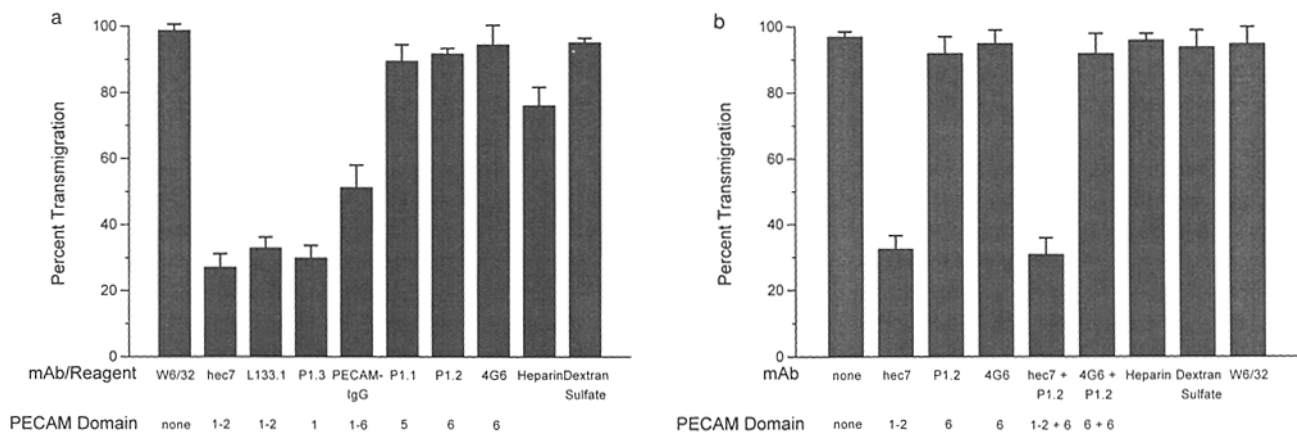 a
100
80
60
40
20
0
Percent Transmigration
mAb/Reagent W6/32 hec7 L133.1 P1.3 PECAM-IgG P1.1 P1.2 4G6 Heparin Dextran Sulfate
PECAM Domain none 1-2 1-2 1 1-6 5 6 6
b
100
80
60
40
20
0
Percent Transmigration
mAb none hec7 P1.2 4G6 hec7 + P1.2 4G6 + P1.2 Heparin Dextran Sulfate W6/32
PECAM Domain none 1-2 6 6 1-2 + 6 6 + 6